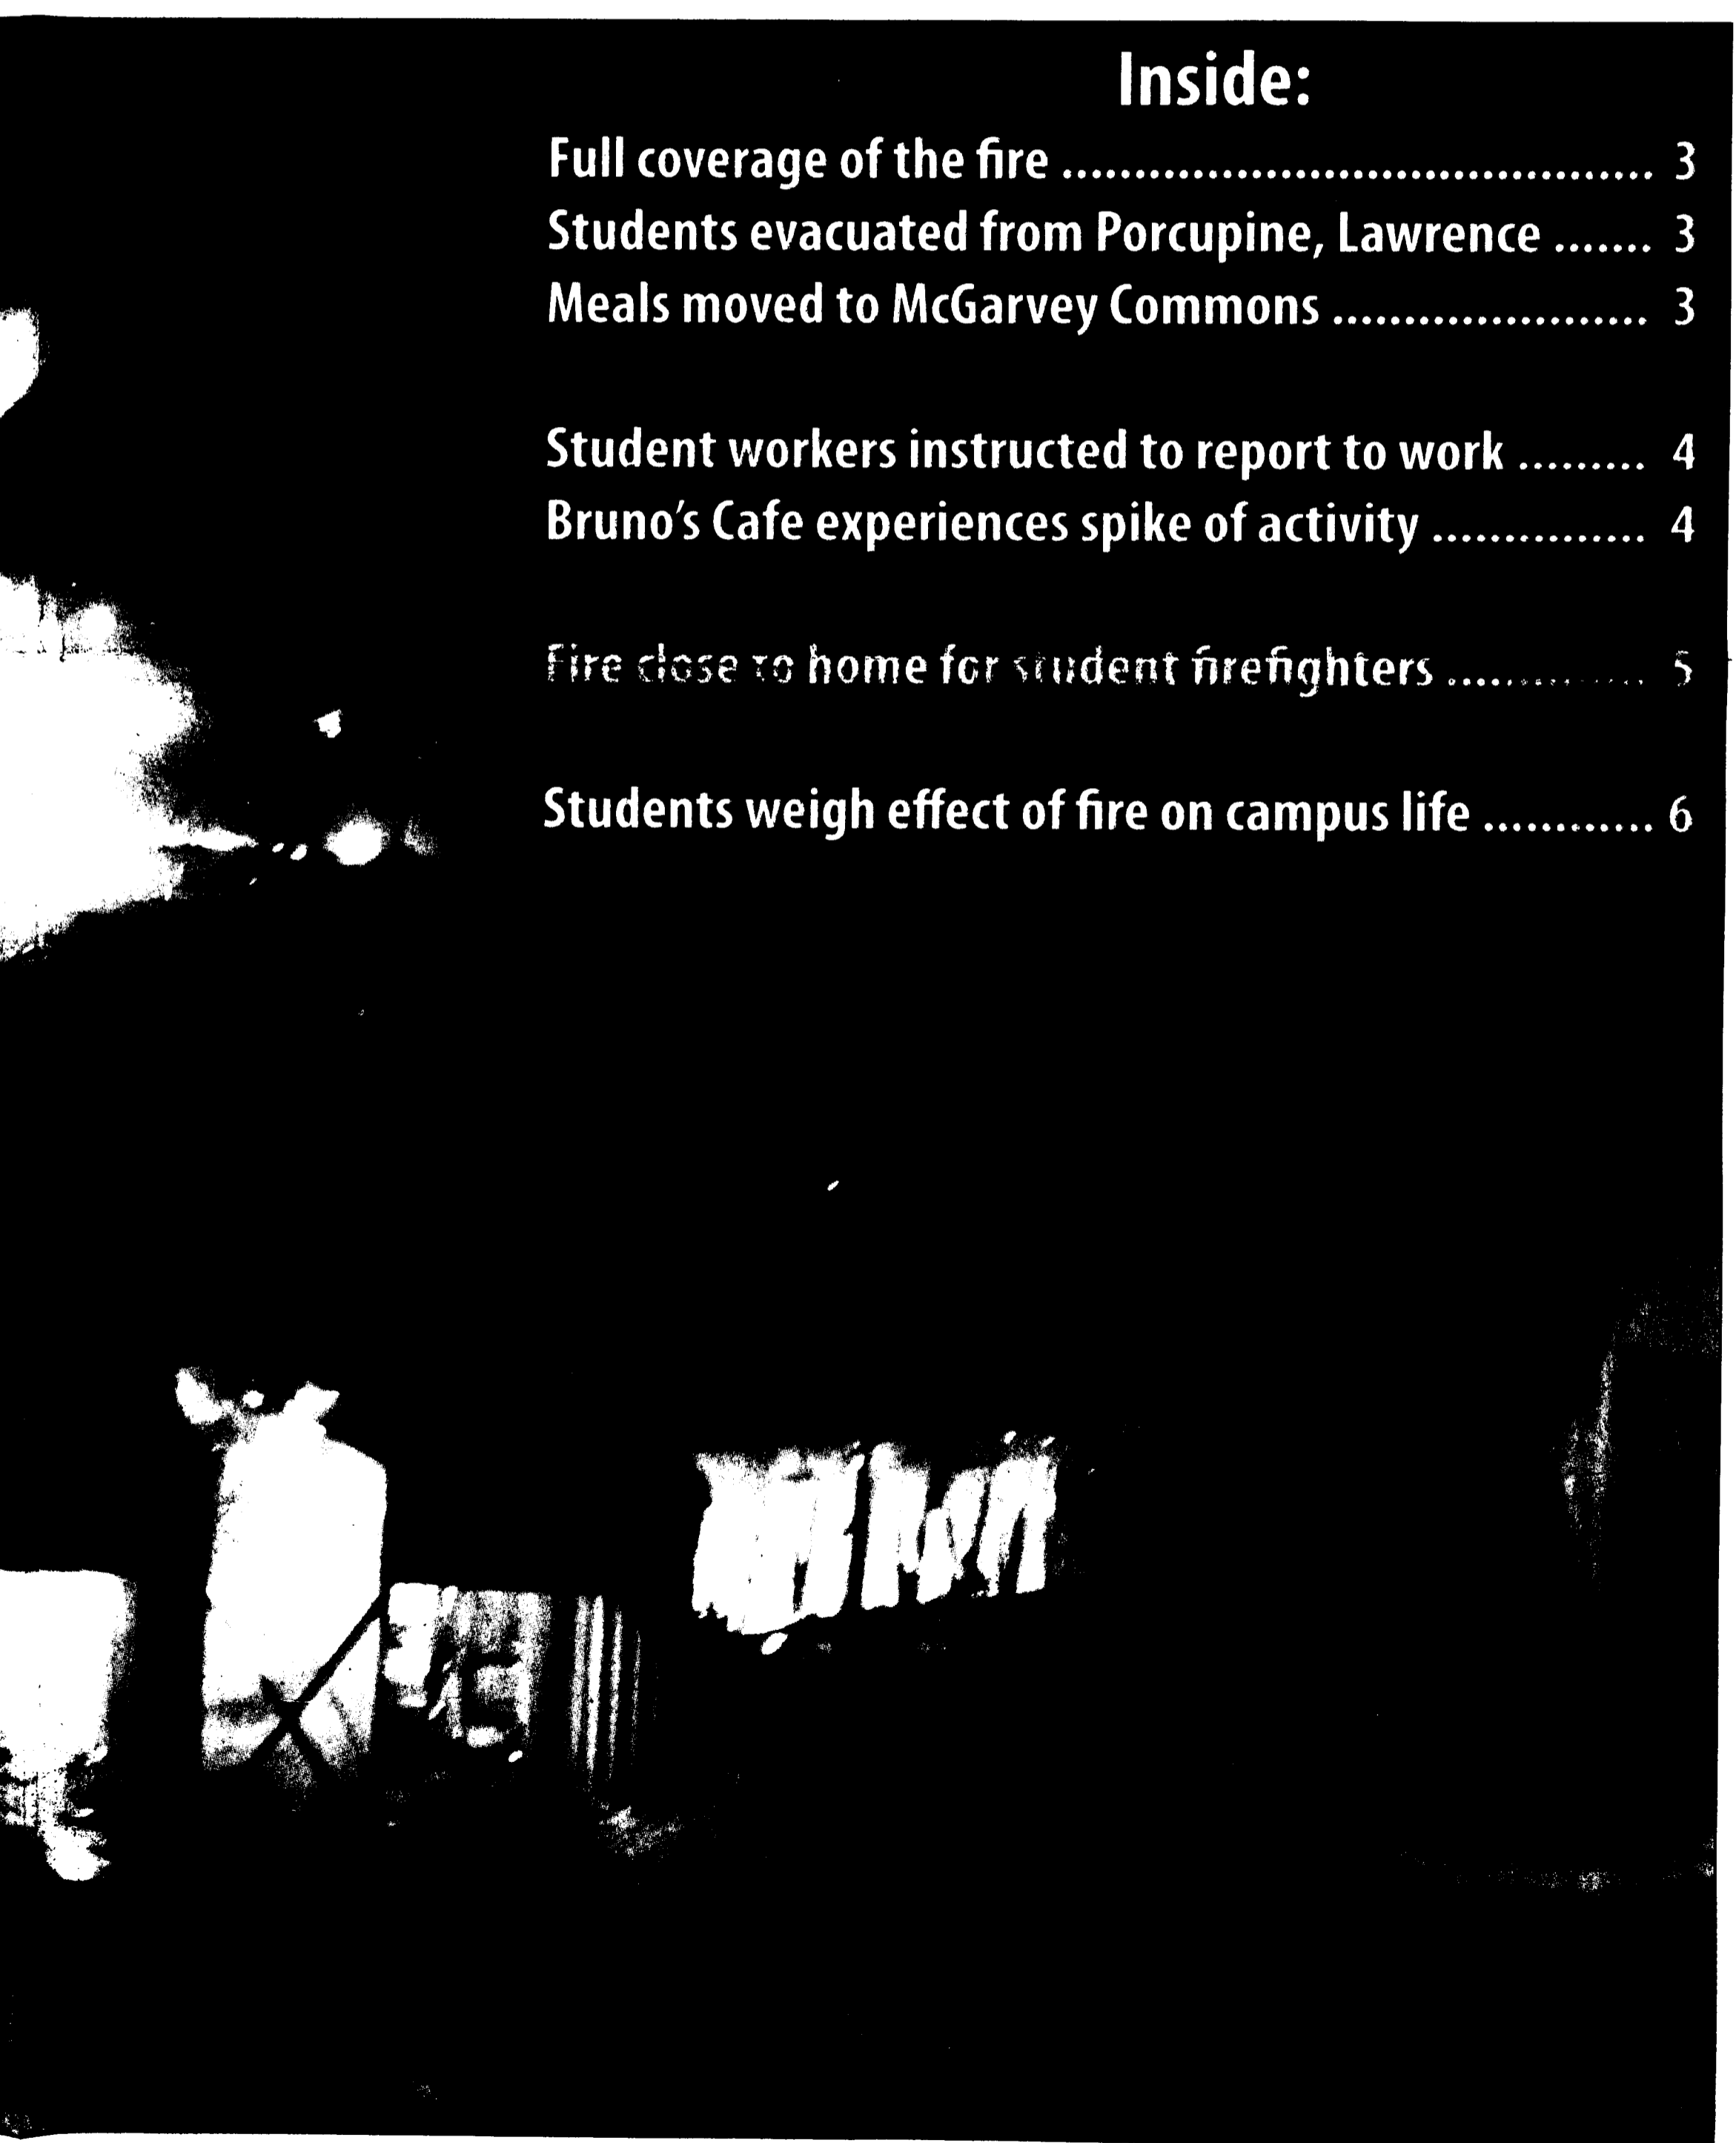 Inside:
Full coverage of the fire ......................................... 3
Students evacuated from Porcupine, Lawrence ....... 3
Meals moved to McGarvey Commons ...................... 3
Student workers instructed to report to work ......... 4
Bruno's Cafe experiences spike of activity ............... 4
Fire close to home for student firefighters .............. 5
Students weigh effect of fire on campus life ............ 6